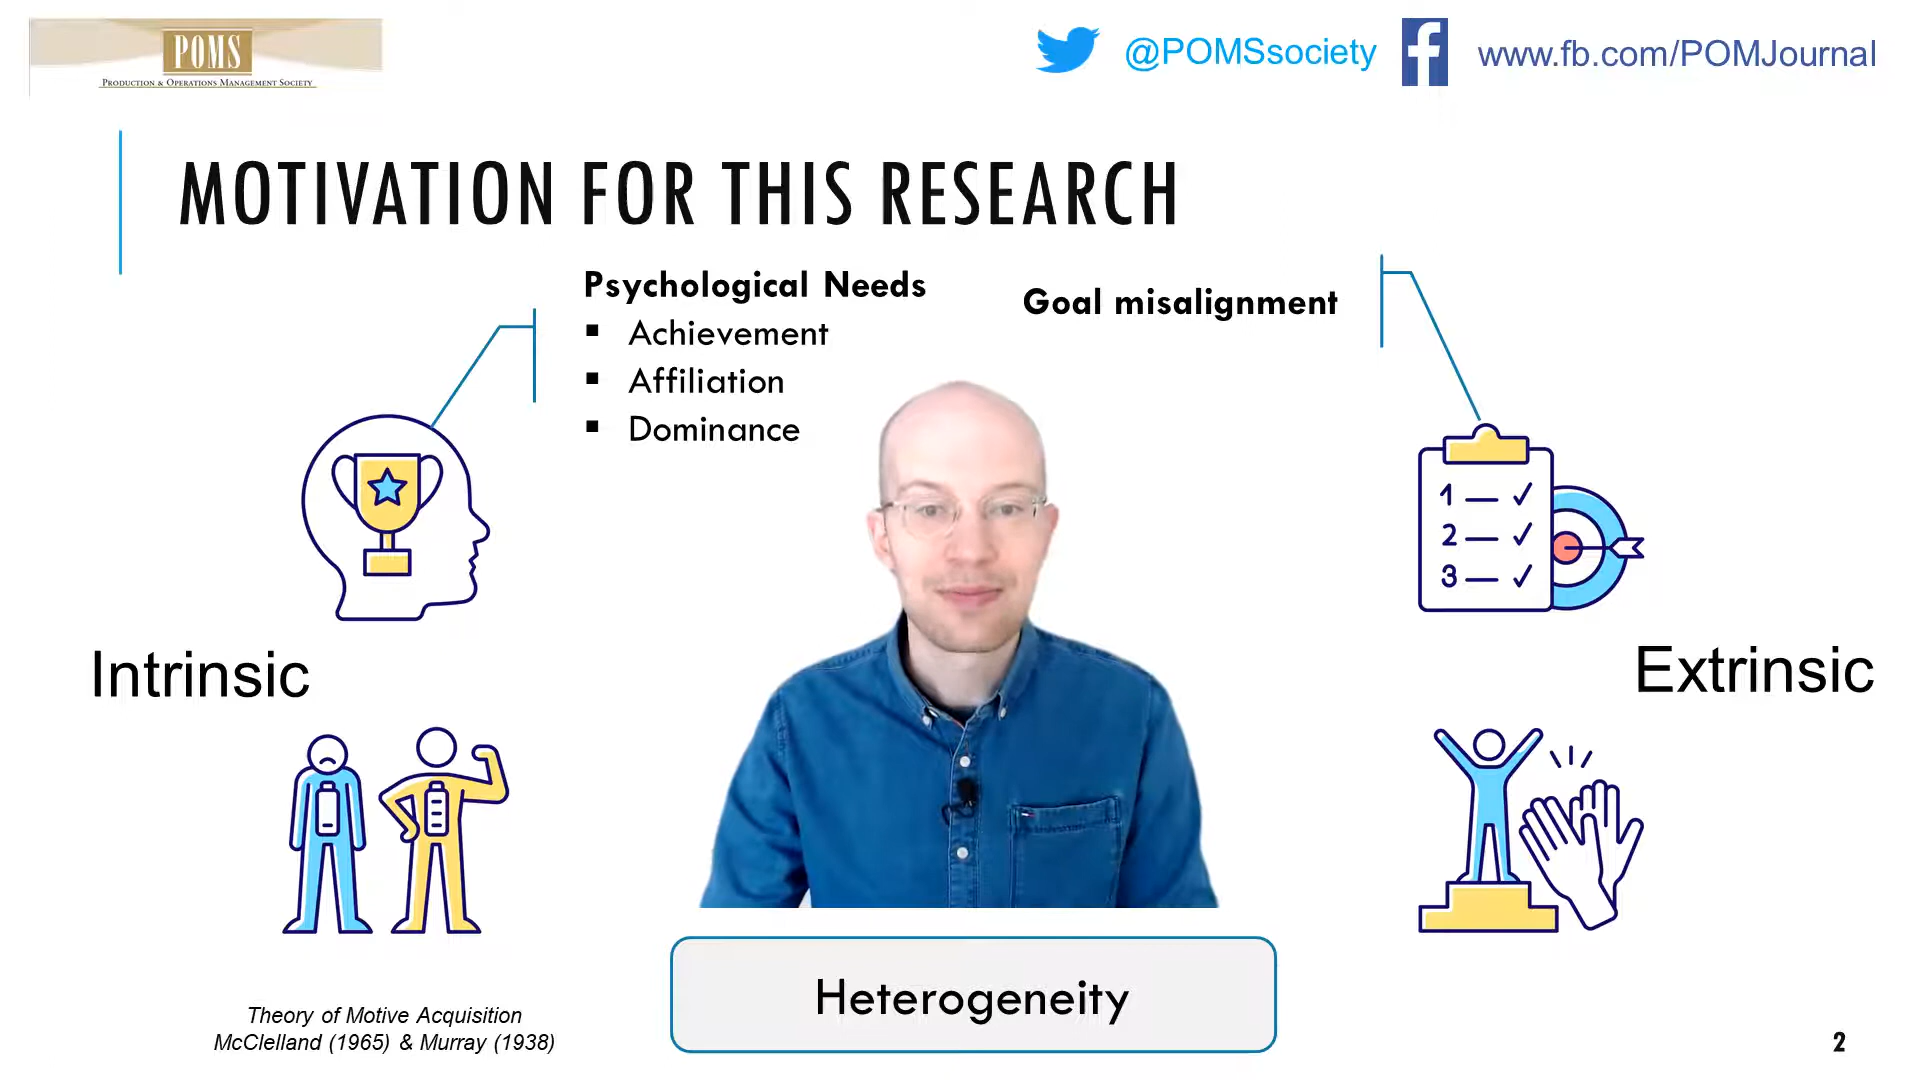 POMS
PRODUCTION & OPERATIONS MANAGEMENT SOCIETY
@POMSsociety
www.fb.com/POMJournal
MOTIVATION FOR THIS RESEARCH
Psychological Needs
▪ Achievement
▪ Affiliation
▪ Dominance
Goal misalignment
1
2
3
Intrinsic
Extrinsic
Heterogeneity
Theory of Motive Acquisition
McClelland (1965) & Murray (1938)
2